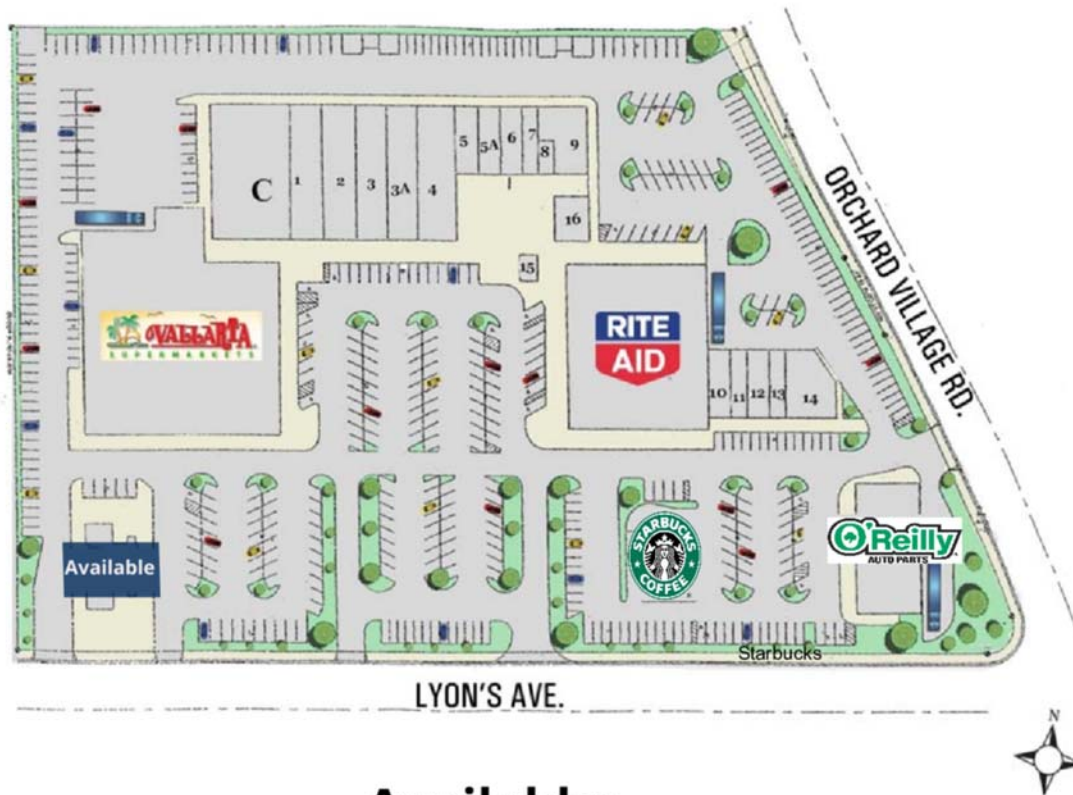 5
5A
6
7
8
9
C
1
2
3
3A
4
16
15
VALLARTA
SUPERMARKETS
RITE
AID
10
11
12
13
14
ORCHARD VILLAGE RD.
Available
STARBUCKS
COFFEE
O'Reilly
AUTO PARTS
Starbucks
LYON'S AVE.
N